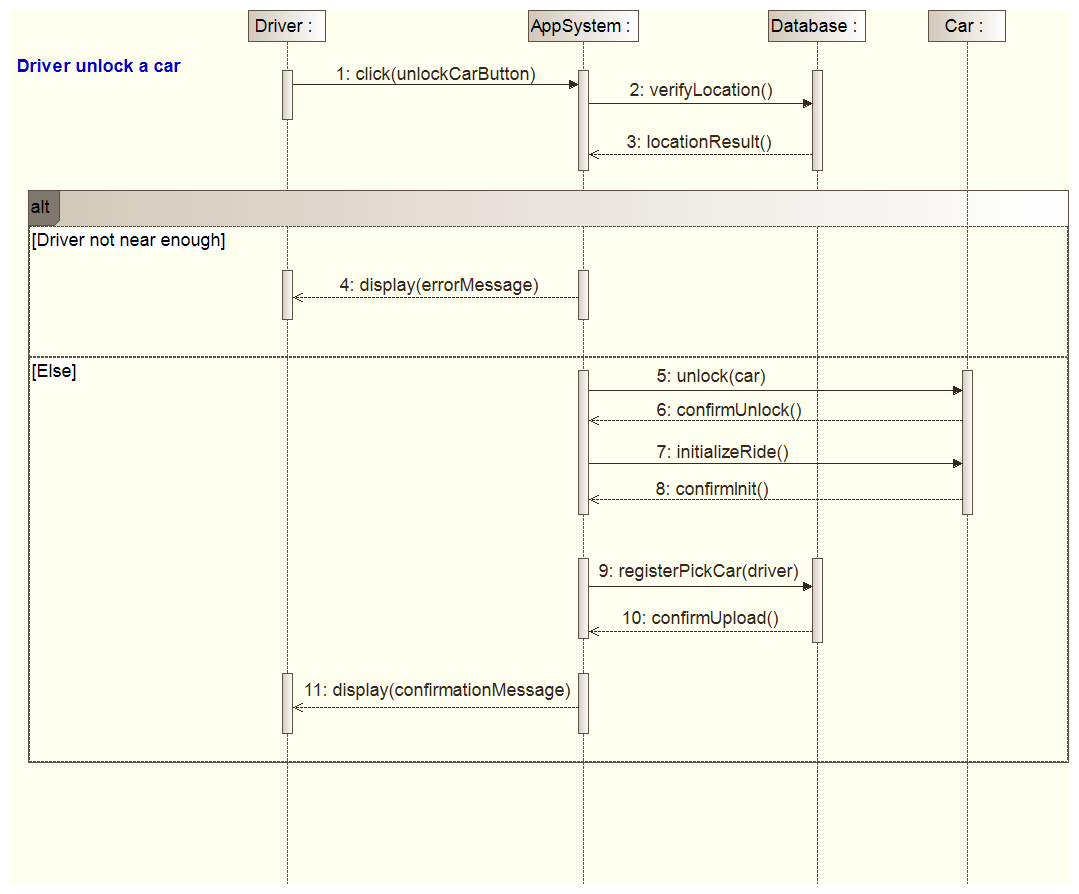 Driver :
AppSystem :
Database :
Car :
Driver unlock a car
1: click(unlockCarButton)
2: verifyLocation()
3: locationResult()
alt
[Driver not near enough]
4: display(errorMessage)
[Else]
5: unlock(car)
6: confirmUnlock()
7: initializeRide()
8: confirmInit()
9: registerPickCar(driver)
10: confirmUpload()
11: display(confirmationMessage)